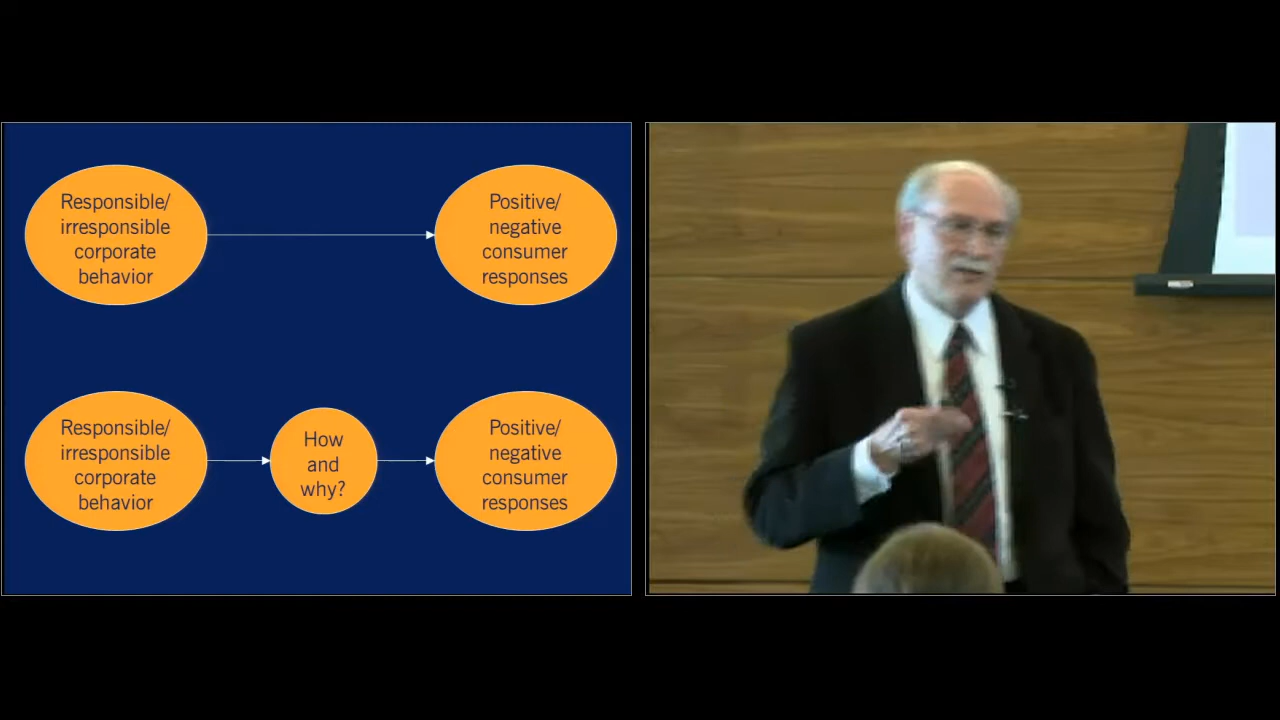 Responsible/
irresponsible
corporate
behavior
Positive/
negative
consumer
responses
Responsible/
irresponsible
corporate
behavior
How
and
why?
Positive/
negative
consumer
responses